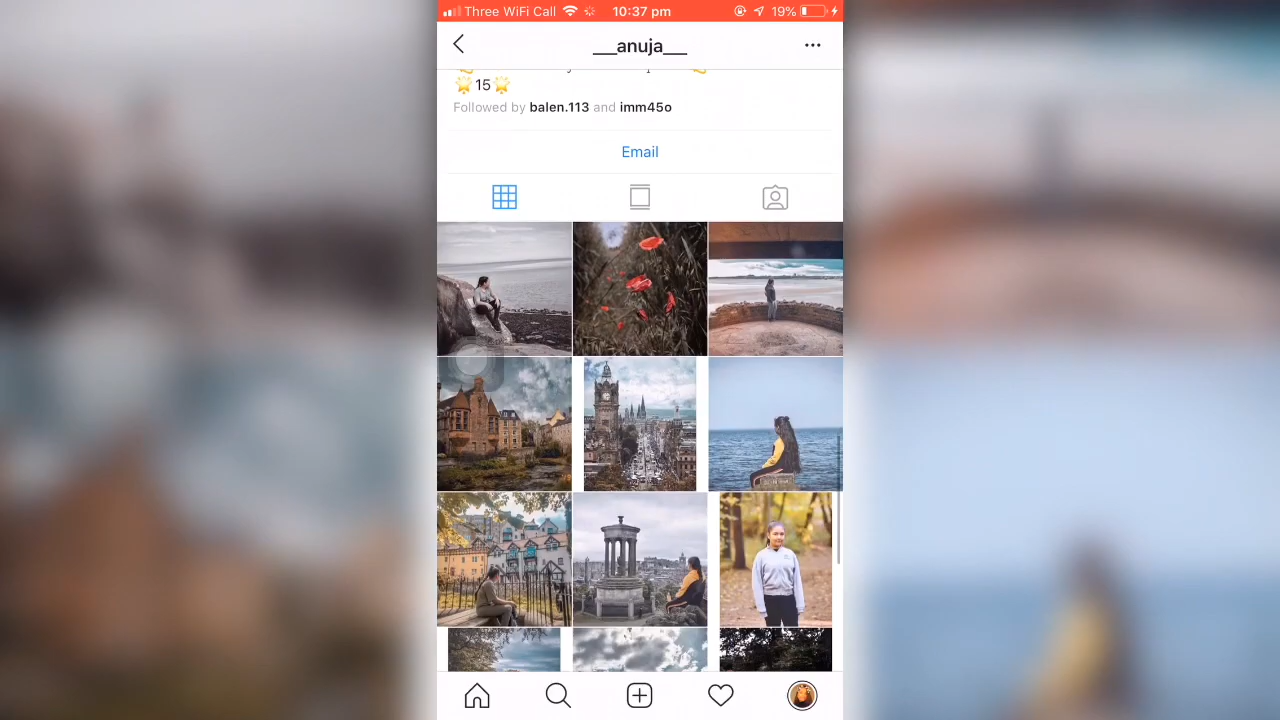 Three WiFi Call 10:37 pm 19%
__anuja__
15
Followed by balen.113 and imm45o
Email